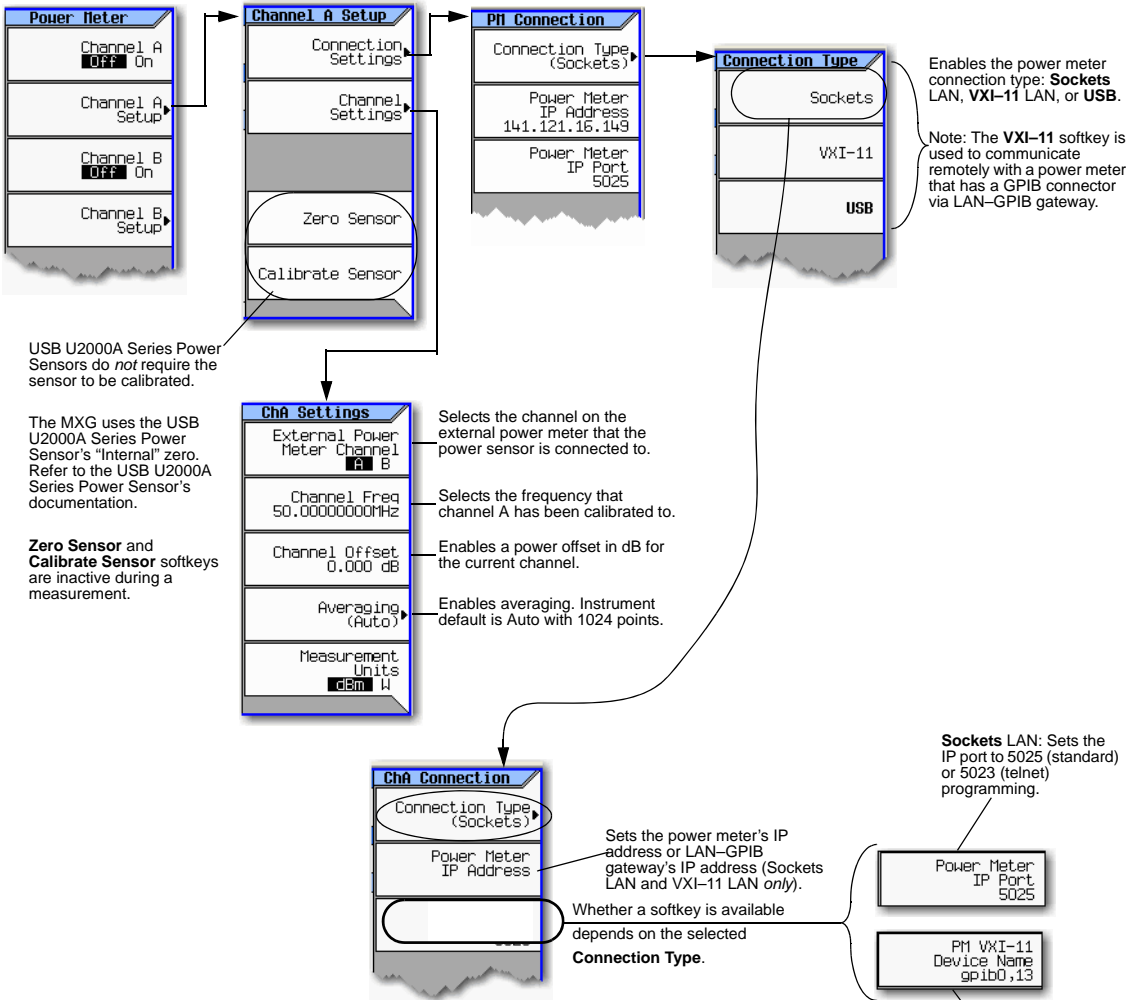 Power Meter
Channel A
Off On
Channel A
Setup
Channel B
Off On
Channel B
Setup
Channel A Setup
Connection
Settings
Channel
Settings
Zero Sensor
Calibrate Sensor
PM Connection
Connection Type
(Sockets)
Power Meter
IP Address
141.121.16.149
Power Meter
IP Port
5025
Connection Type
Sockets
VXI-11
USB
Enables the power meter
connection type: Sockets
LAN, VXI–11 LAN, or USB.
Note: The VXI–11 softkey is
used to communicate
remotely with a power meter
that has a GPIB connector
via LAN–GPIB gateway.
USB U2000A Series Power
Sensors do not require the
sensor to be calibrated.
The MXG uses the USB
U2000A Series Power
Sensor’s “Internal” zero.
Refer to the USB U2000A
Series Power Sensor’s
documentation.
Zero Sensor and
Calibrate Sensor softkeys
are inactive during a
measurement.
ChA Settings
External Power
Meter Channel
A B
Channel Freq
50.00000000MHz
Channel Offset
0.000 dB
Averaging
(Auto)
Measurement
Units
dBm W
Selects the channel on the
external power meter that the
power sensor is connected to.
Selects the frequency that
channel A has been calibrated to.
Enables a power offset in dB for
the current channel.
Enables averaging. Instrument
default is Auto with 1024 points.
ChA Connection
Connection Type
(Sockets)
Power Meter
IP Address
Sets the power meter’s IP
address or LAN–GPIB
gateway’s IP address (Sockets
LAN and VXI–11 LAN only).
Whether a softkey is available
depends on the selected
Connection Type.
Sockets LAN: Sets the
IP port to 5025 (standard)
or 5023 (telnet)
programming.
Power Meter
IP Port
5025
PM VXI-11
Device Name
gpib0,13